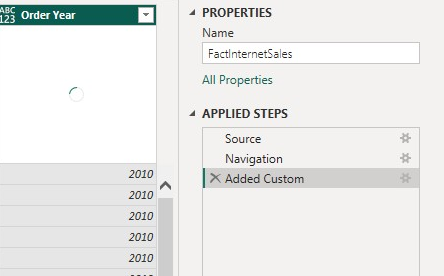 ABC
123
Order Year
2010
2010
2010
2010
2010
PROPERTIES
Name
FactInternetSales
All Properties
APPLIED STEPS
Source
Navigation
Added Custom